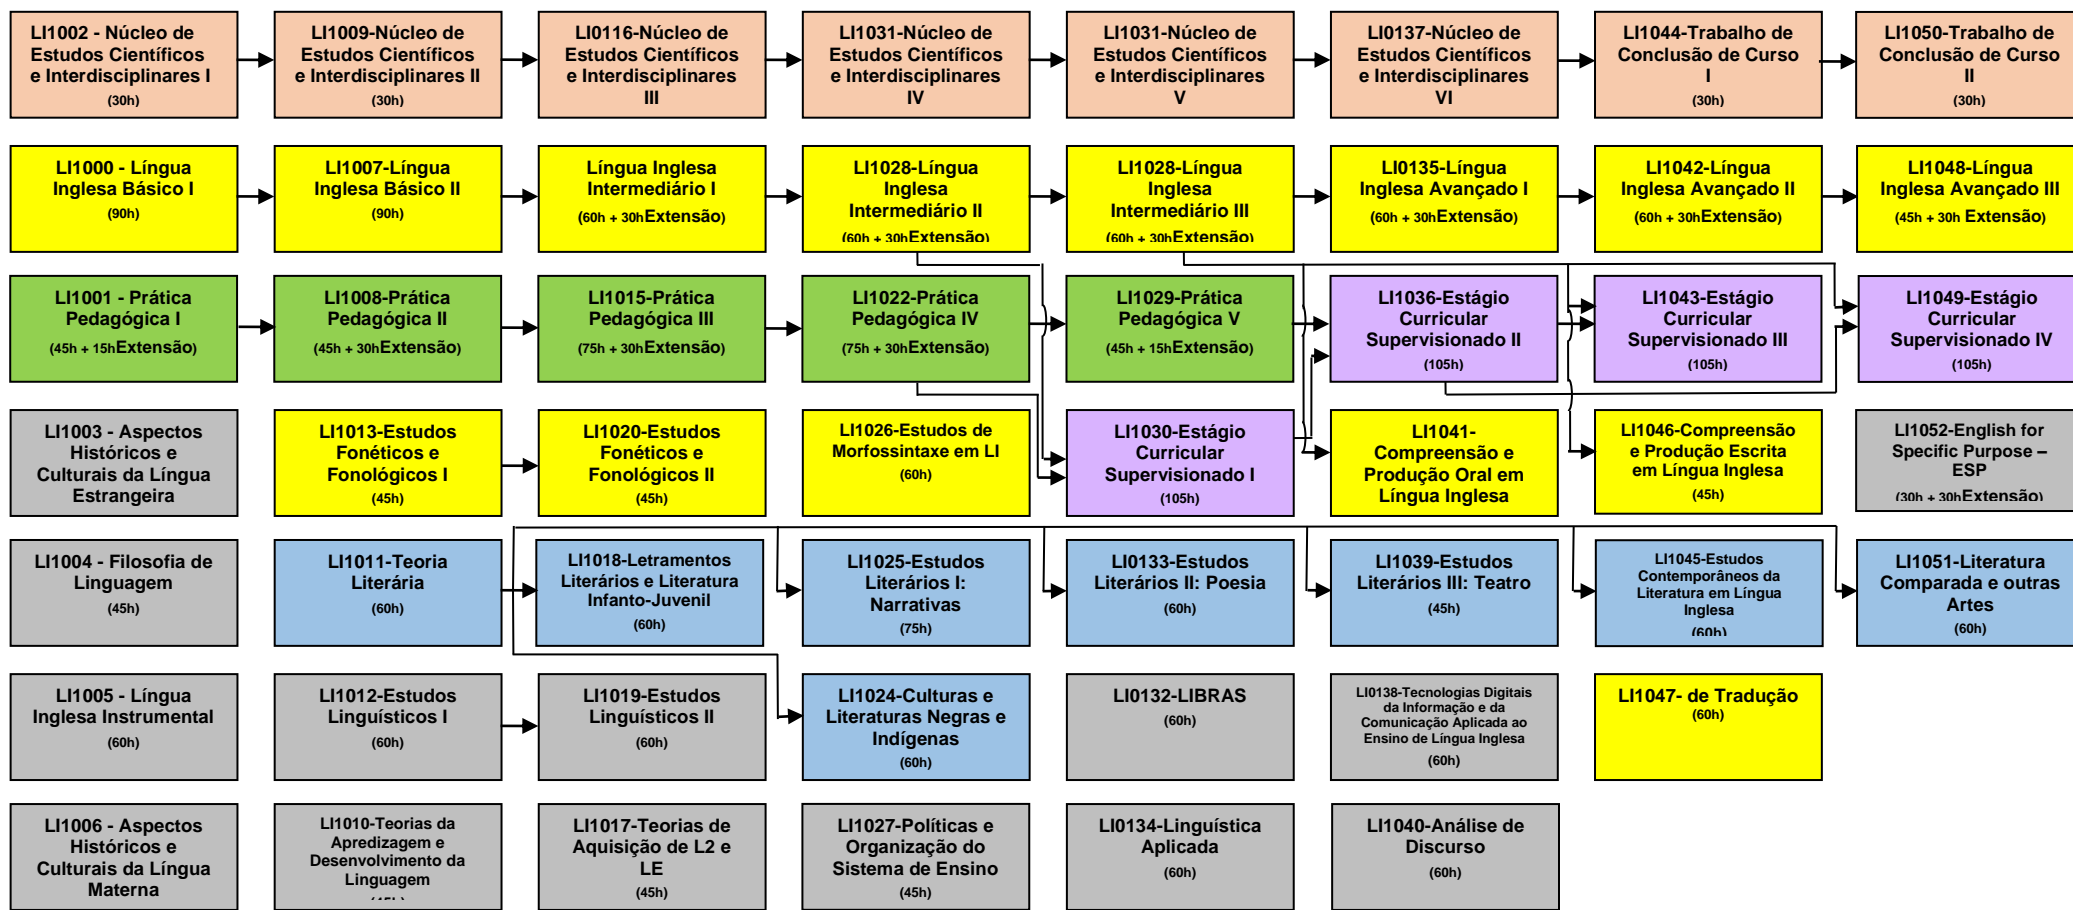 LI1002 - Núcleo de
Estudos Científicos
e Interdisciplinares I
(30h)
LI1009-Núcleo de
Estudos Científicos
e Interdisciplinares II
(30h)
LI0116-Núcleo de
Estudos Científicos
e Interdisciplinares
III
LI1031-Núcleo de
Estudos Científicos
e Interdisciplinares
IV
LI1031-Núcleo de
Estudos Científicos
e Interdisciplinares
V
LI0137-Núcleo de
Estudos Científicos
e Interdisciplinares
VI
LI1044-Trabalho de
Conclusão de Curso
I
(30h)
LI1050-Trabalho de
Conclusão de Curso
II
(30h)
LI1000 - Língua
Inglesa Básico I
(90h)
LI1007-Língua
Inglesa Básico II
(90h)
Língua Inglesa
Intermediário I
(60h + 30hExtensão)
LI1028-Língua
Inglesa
Intermediário II
(60h + 30hExtensão)
LI1028-Língua
Inglesa
Intermediário III
(60h + 30hExtensão)
LI0135-Língua
Inglesa Avançado I
(60h + 30hExtensão)
LI1042-Língua
Inglesa Avançado II
(60h + 30hExtensão)
LI1048-Língua
Inglesa Avançado III
(45h + 30h Extensão)
LI1001 - Prática
Pedagógica I
(45h + 15hExtensão)
LI1008-Prática
Pedagógica II
(45h + 30hExtensão)
LI1015-Prática
Pedagógica III
(75h + 30hExtensão)
LI1022-Prática
Pedagógica IV
(75h + 30hExtensão)
LI1029-Prática
Pedagógica V
(45h + 15hExtensão)
LI1036-Estágio
Curricular
Supervisionado II
(105h)
LI1043-Estágio
Curricular
Supervisionado III
(105h)
LI1049-Estágio
Curricular
Supervisionado IV
(105h)
LI1003 - Aspectos
Históricos e
Culturais da Língua
Estrangeira
LI1013-Estudos
Fonéticos e
Fonológicos I
(45h)
LI1020-Estudos
Fonéticos e
Fonológicos II
(45h)
LI1026-Estudos de
Morfossintaxe em LI
(60h)
LI1030-Estágio
Curricular
Supervisionado I
(105h)
LI1041-
Compreensão e
Produção Oral em
Língua Inglesa
LI1046-Compreensão
e Produção Escrita
em Língua Inglesa
(45h)
LI1052-English for
Specific Purpose –
ESP
(30h + 30hExtensão)
LI1004 - Filosofia de
Linguagem
(45h)
LI1011-Teoria
Literária
(60h)
LI1018-Letramentos
Literários e Literatura
Infanto-Juvenil
(60h)
LI1025-Estudos
Literários I:
Narrativas
(75h)
LI0133-Estudos
Literários II: Poesia
(60h)
LI1039-Estudos
Literários III: Teatro
(45h)
LI1045-Estudos
Contemporâneos da
Literatura em Língua
Inglesa
(60h)
LI1051-Literatura
Comparada e outras
Artes
(60h)
LI1005 - Língua
Inglesa Instrumental
(60h)
LI1012-Estudos
Linguísticos I
(60h)
LI1019-Estudos
Linguísticos II
(60h)
LI1024-Culturas e
Literaturas Negras e
Indígenas
(60h)
LI0132-LIBRAS
(60h)
LI0138-Tecnologias Digitais
da Informação e da
Comunicação Aplicada ao
Ensino de Língua Inglesa
(60h)
LI1047- de Tradução
(60h)
LI1006 - Aspectos
Históricos e
Culturais da Língua
Materna
LI1010-Teorias da
Apredizagem e
Desenvolvimento da
Linguagem
LI1017-Teorias de
Aquisição de L2 e
LE
(45h)
LI1027-Políticas e
Organização do
Sistema de Ensino
(45h)
LI0134-Linguística
Aplicada
(60h)
LI1040-Análise de
Discurso
(60h)